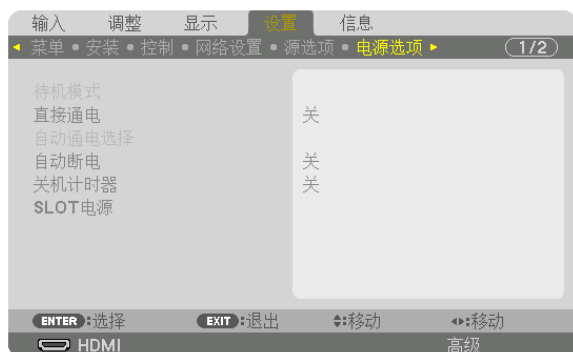 输入 调整 显示 设置 信息
◀ 菜单 ● 安装 ● 控制 ● 网络设置 ● 源选项 ● 电源选项 ▶ 1/2
待机模式
直接通电 关
自动通电选择
自动断电 关
关机计时器 关
SLOT电源
ENTER:选择 EXIT:退出 :移动 :移动
HDMI 高级